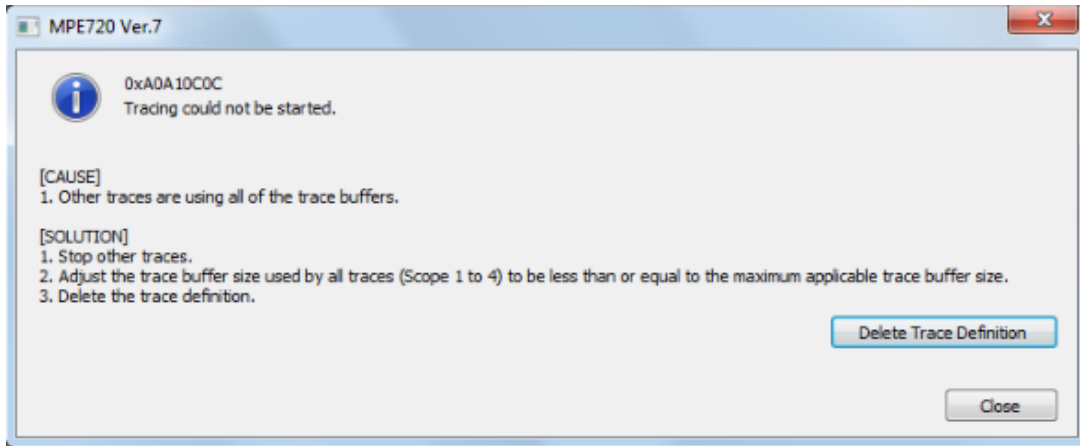 MPE720 Ver.7
0xA0A10C0C
Tracing could not be started.
[CAUSE]
1. Other traces are using all of the trace buffers.
[SOLUTION]
1. Stop other traces.
2. Adjust the trace buffer size used by all traces (Scope 1 to 4) to be less than or equal to the maximum applicable trace buffer size.
3. Delete the trace definition.
Delete Trace Definition
Close